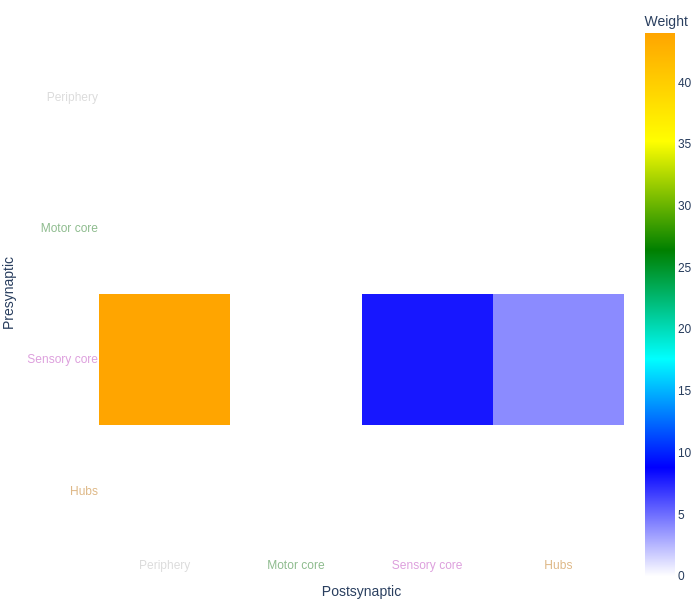 Weight
40
35
30
25
20
15
10
5
0
Presynaptic
Periphery
Motor core
Sensory core
Hubs
Periphery
Motor core
Sensory core
Hubs
Postsynaptic